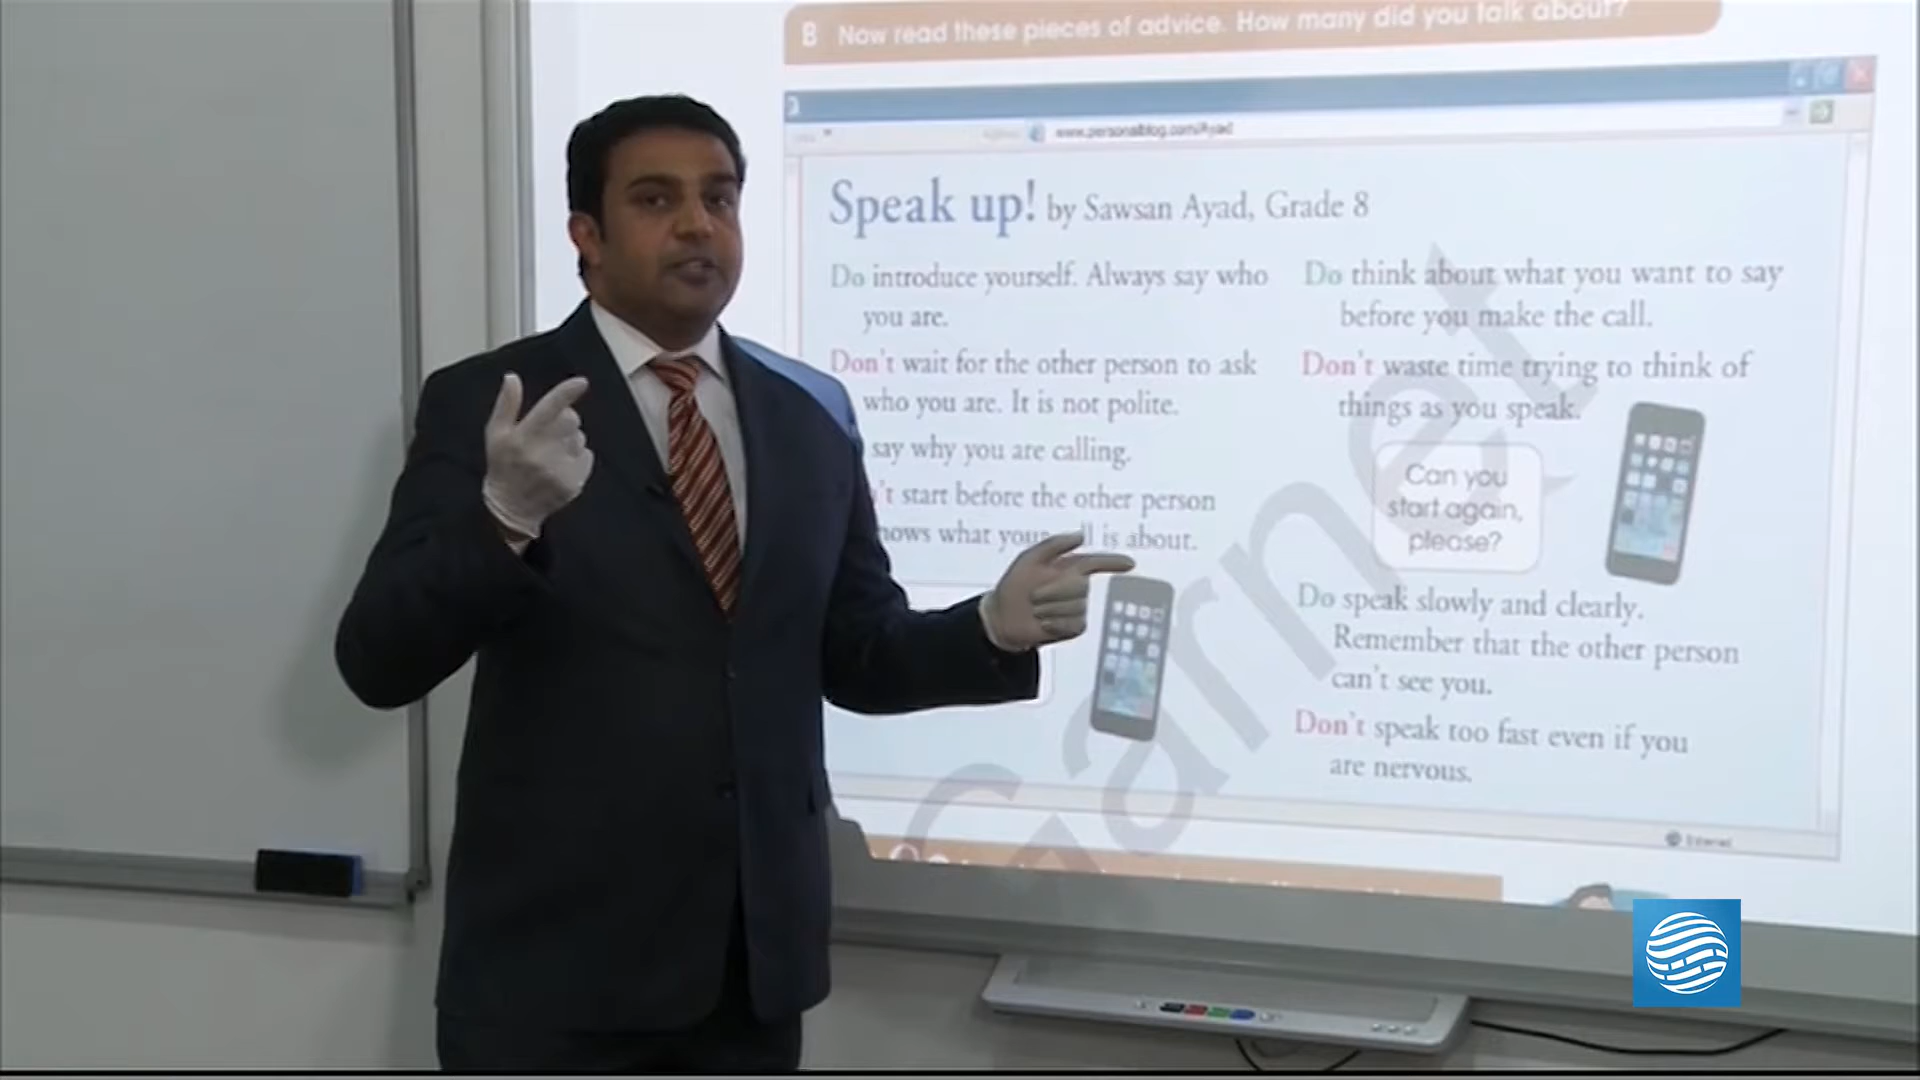 B Now read these pieces of advice. How many did you talk about?
www.personalblog.com/Ayad
Speak up! by Sawsan Ayad, Grade 8
Do introduce yourself. Always say who
you are.
Don't wait for the other person to ask
who you are. It is not polite.
say why you are calling.
't start before the other person
nows what your is about.
Do think about what you want to say
before you make the call.
Don't waste time trying to think of
things as you speak.
Can you
start again,
please?
Do speak slowly and clearly.
Remember that the other person
can't see you.
Don't speak too fast even if you
are nervous.
Internet
Garnet